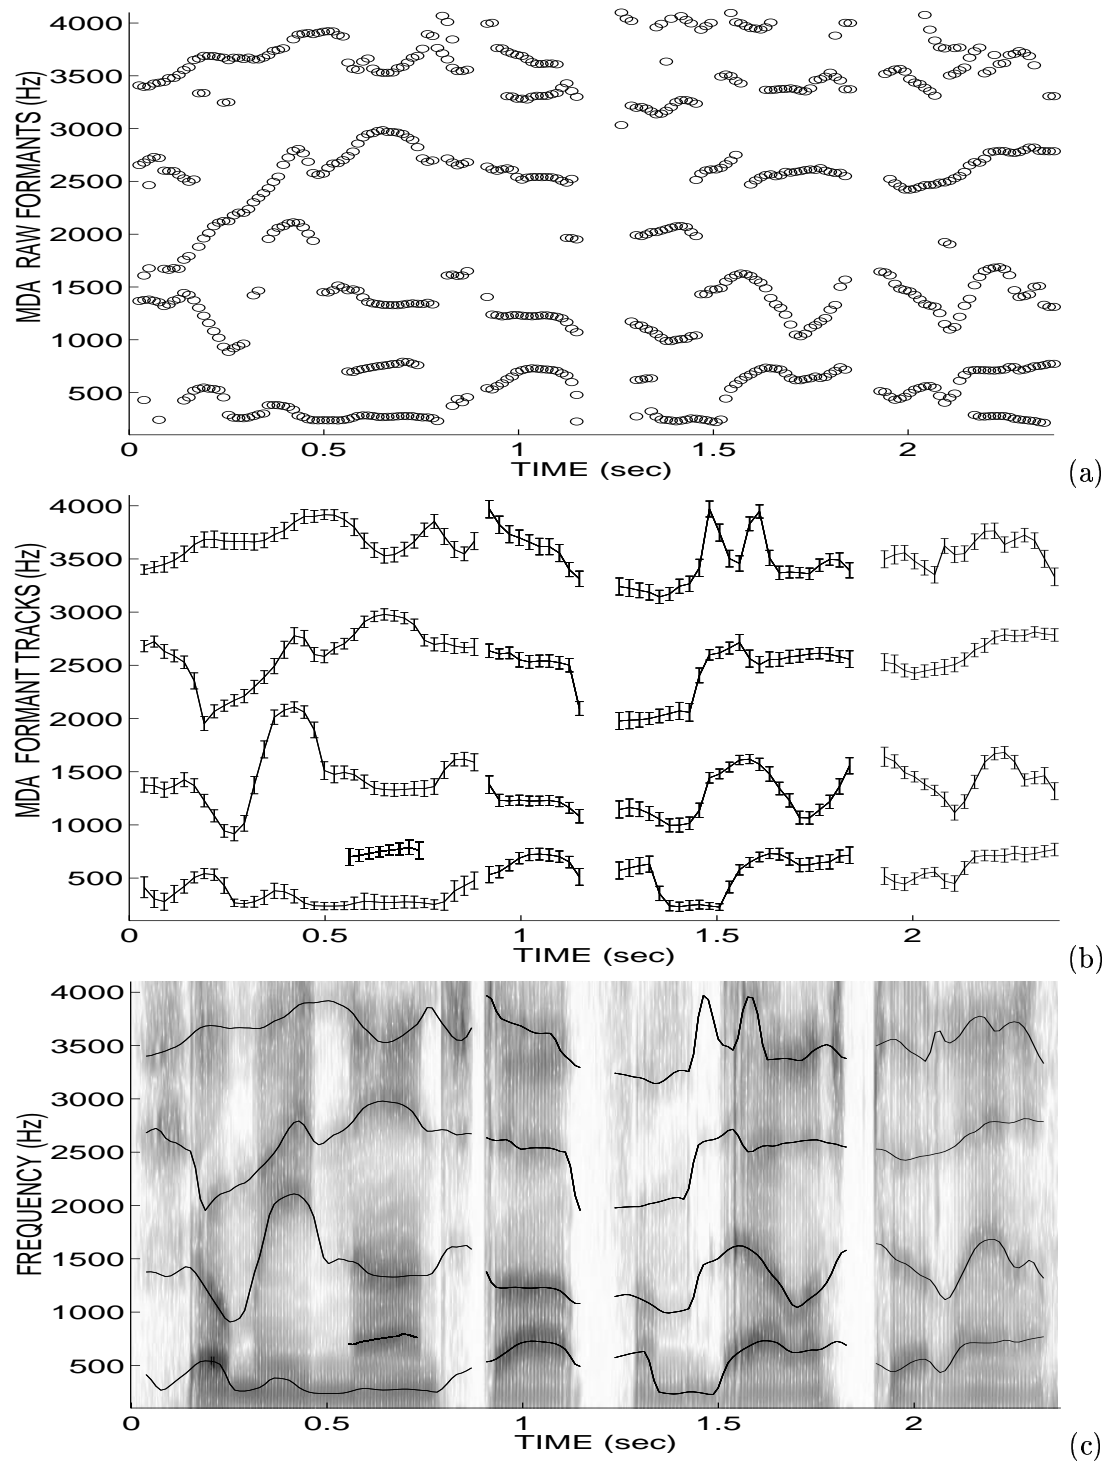 4000
3500
3000
2500
2000
1500
1000
500
MDA RAW FORMANTS (Hz)
0 0.5 1 1.5 2
TIME (sec)
(a)
4000
3500
3000
2500
2000
1500
1000
500
MDA FORMANT TRACKS (Hz)
0 0.5 1 1.5 2
TIME (sec)
(b)
4000
3500
3000
2500
2000
1500
1000
500
FREQUENCY (Hz)
0 0.5 1 1.5 2
TIME (sec)
(c)